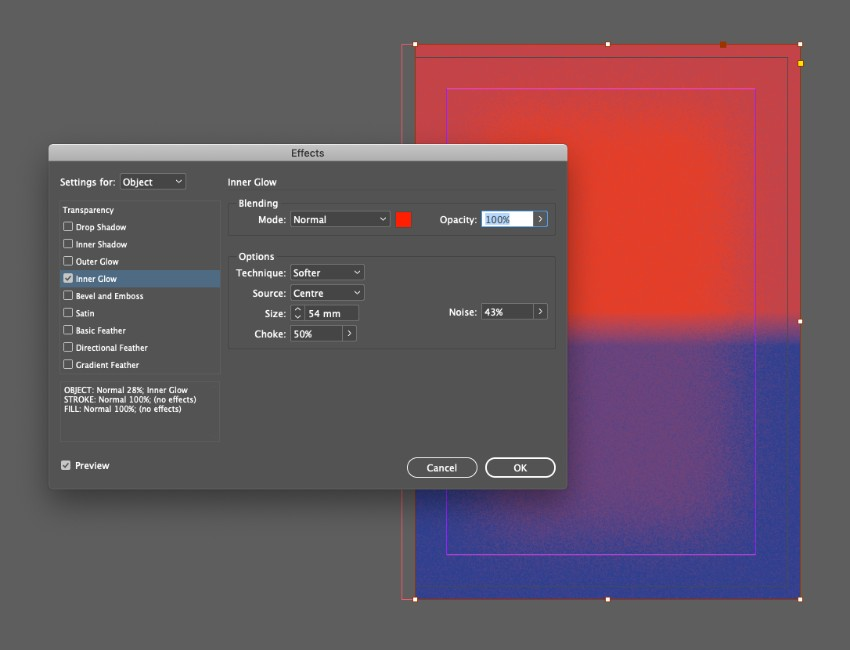 Effects
Settings for: Object
Transparency
Drop Shadow
Inner Shadow
Outer Glow
Inner Glow
Bevel and Emboss
Satin
Basic Feather
Directional Feather
Gradient Feather
OBJECT: Normal 28%; Inner Glow
STROKE: Normal 100%; (no effects)
FILL: Normal 100%; (no effects)
Preview
Inner Glow
Blending
Mode: Normal Opacity: 100%
Options
Technique: Softer
Source: Centre
Size: 54 mm Noise: 43%
Choke: 50%
Cancel OK